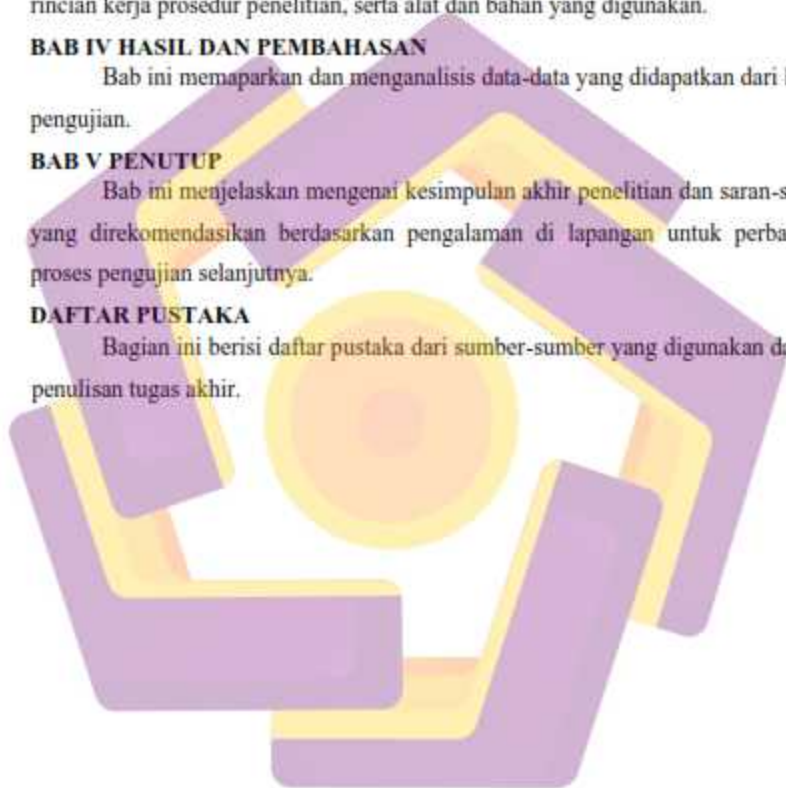 rincian kerja prosedur penelitian, serta alat dan bahan yang digunakan.
BAB IV HASIL DAN PEMBAHASAN
Bab ini memaparkan dan menganalisis data-data yang didapatkan dari
pengujian.
BAB V PENUTUP
Bab ini menjelaskan mengenai kesimpulan akhir penelitian dan saran-s
yang direkomendasikan berdasarkan pengalaman di lapangan untuk perba
proses pengujian selanjutnya.
DAFTAR PUSTAKA
Bagian ini berisi daftar pustaka dari sumber-sumber yang digunakan da
penulisan tugas akhir.